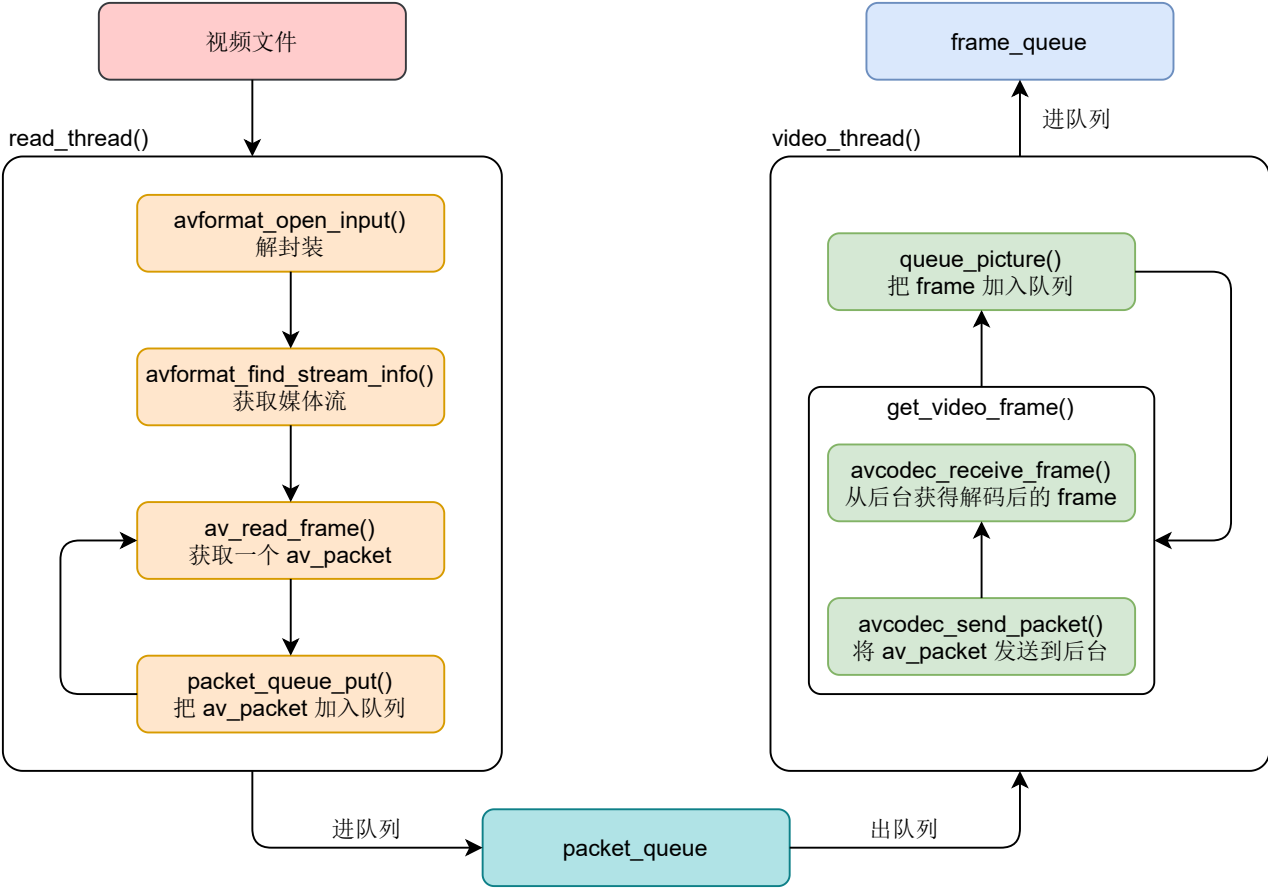 视频文件
read_thread()
avformat_open_input()
解封装
avformat_find_stream_info()
获取媒体流
av_read_frame()
获取一个 av_packet
packet_queue_put()
把 av_packet 加入队列
进队列
packet_queue
出队列
frame_queue
进队列
video_thread()
queue_picture()
把 frame 加入队列
get_video_frame()
avcodec_receive_frame()
从后台获得解码后的 frame
avcodec_send_packet()
将 av_packet 发送到后台